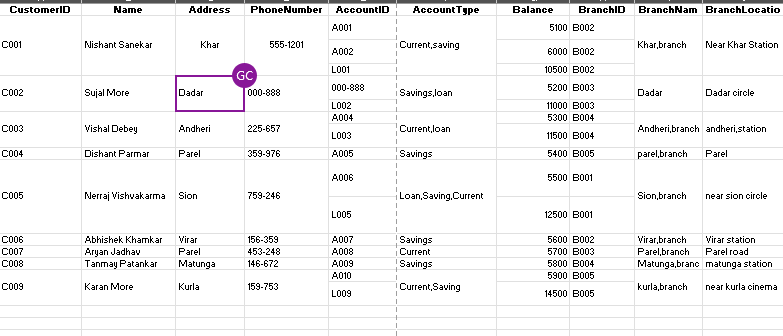 CustomerID Name Address PhoneNumber AccountID AccountType Balance BranchID BranchNam BranchLocatio
C001 Nishant Sanekar Khar 555-1201 A001 Current,saving 5100 B002 Khar,branch Near Khar Station
A002 6000 B002
L001 10500 B002
GC
C002 Sujal More Dadar 000-888 000-888 Savings,loan 5200 B003 Dadar Dadar circle
L002 11000 B003
C003 Vishal Debey Andheri 225-657 A004 Current,loan 5300 B004 Andheri,branch andheri,station
L003 11500 B004
C004 Dishant Parmar Parel 359-976 A005 Savings 5400 B005 parel,branch Parel
C005 Nerraj Vishvakarma Sion 759-246 A006 Loan,Saving,Current 5500 B001 Sion,branch near sion circle
L005 12500 B001
C006 Abhishek Khamkar Virar 156-359 A007 Savings 5600 B002 Virar,branch Virar station
C007 Aryan Jadhav Parel 453-248 A008 Current 5700 B003 Parel,branch Parel road
C008 Tanmay Patankar Matunga 146-672 A009 Savings 5800 B004 Matunga,branc matunga station
C009 Karan More Kurla 159-753 A010 Current,Saving 5900 B005 kurla,branch near kurla cinema
L009 14500 B005